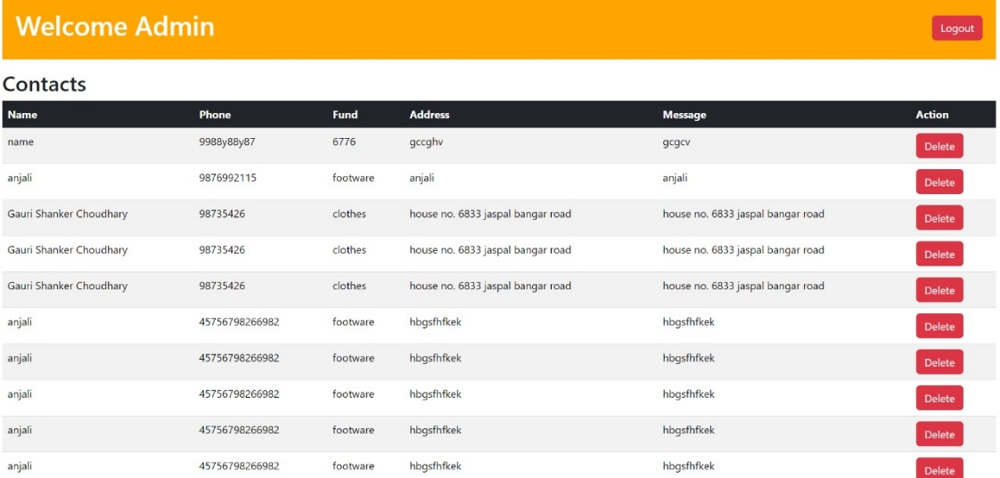 Welcome Admin Logout
Contacts
Name Phone Fund Address Message Action
name 9988y88y87 6776 gccghv gcgcv Delete
anjali 9876992115 footware anjali anjali Delete
Gauri Shanker Choudhary 98735426 clothes house no. 6833 jaspal bangar road house no. 6833 jaspal bangar road Delete
Gauri Shanker Choudhary 98735426 clothes house no. 6833 jaspal bangar road house no. 6833 jaspal bangar road Delete
Gauri Shanker Choudhary 98735426 clothes house no. 6833 jaspal bangar road house no. 6833 jaspal bangar road Delete
anjali 45756798266982 footware hbgsfhfkek hbgsfhfkek Delete
anjali 45756798266982 footware hbgsfhfkek hbgsfhfkek Delete
anjali 45756798266982 footware hbgsfhfkek hbgsfhfkek Delete
anjali 45756798266982 footware hbgsfhfkek hbgsfhfkek Delete
anjali 45756798266982 footware hbgsfhfkek hbgsfhfkek Delete